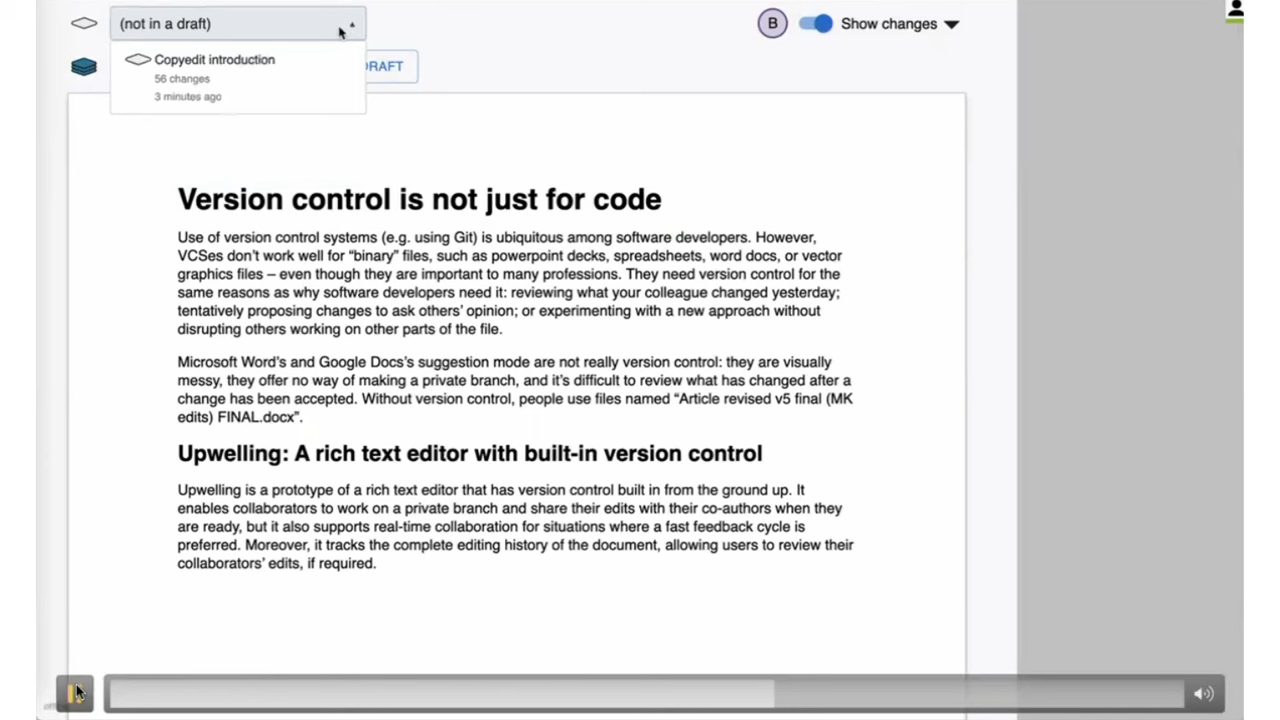 (not in a draft)
B
Show changes
Copyedit introduction
56 changes
3 minutes ago
DRAFT
Version control is not just for code
Use of version control systems (e.g. using Git) is ubiquitous among software developers. However,
VCSes don’t work well for “binary” files, such as powerpoint decks, spreadsheets, word docs, or vector
graphics files – even though they are important to many professions. They need version control for the
same reasons as why software developers need it: reviewing what your colleague changed yesterday;
tentatively proposing changes to ask others’ opinion; or experimenting with a new approach without
disrupting others working on other parts of the file.
Microsoft Word’s and Google Docs’s suggestion mode are not really version control: they are visually
messy, they offer no way of making a private branch, and it’s difficult to review what has changed after a
change has been accepted. Without version control, people use files named “Article revised v5 final (MK
edits) FINAL.docx”.
Upwelling: A rich text editor with built-in version control
Upwelling is a prototype of a rich text editor that has version control built in from the ground up. It
enables collaborators to work on a private branch and share their edits with their co-authors when they
are ready, but it also supports real-time collaboration for situations where a fast feedback cycle is
preferred. Moreover, it tracks the complete editing history of the document, allowing users to review their
collaborators’ edits, if required.